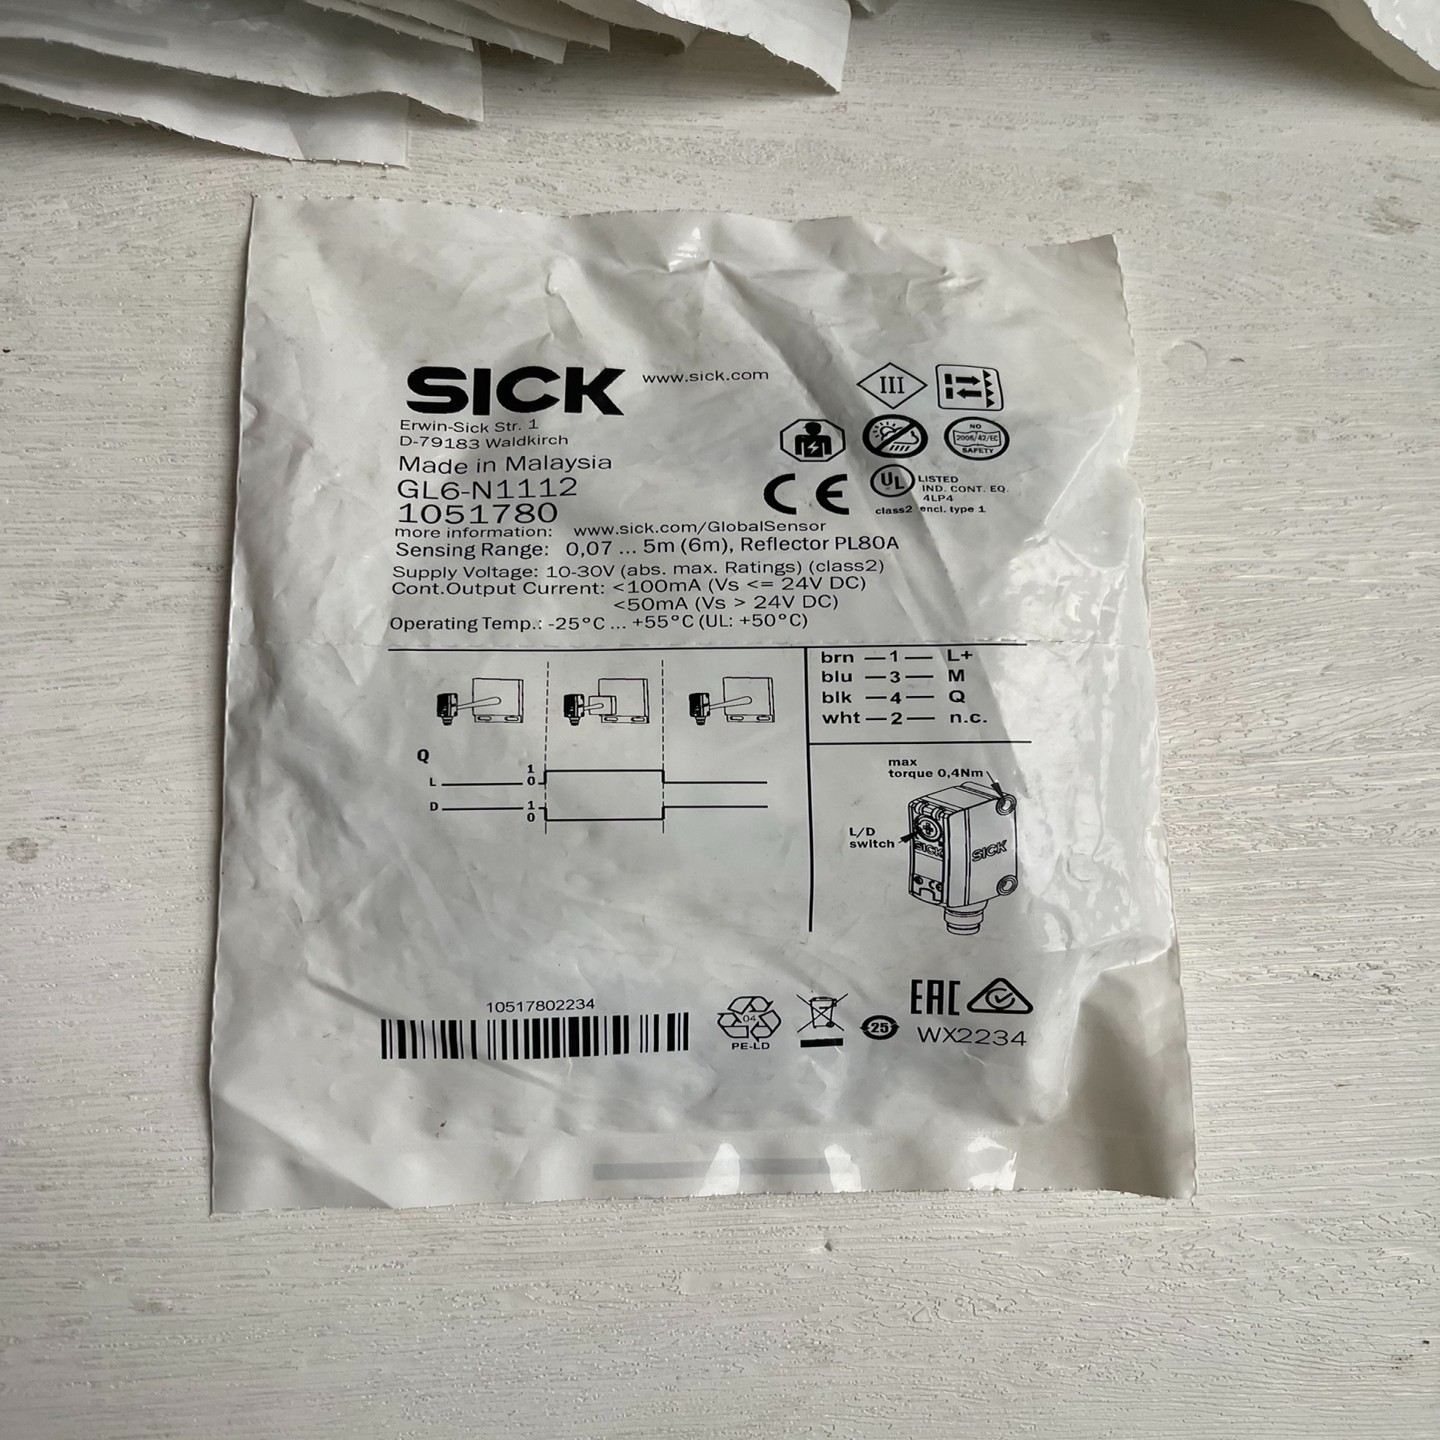 SICK www.sick.com
III
Erwin-Sick Str. 1
D-79183 Waldkirch
NO
2006/42/EC
SAFETY
Made in Malaysia
GL6-N1112
1051780
CE
UL LISTED
IND. CONT. EQ.
4LP4
class2 encl. type 1
more information: www.sick.com/GlobalSensor
Sensing Range: 0,07 ... 5m (6m), Reflector PL80A
Supply Voltage: 10-30V (abs. max. Ratings) (class2)
Cont.Output Current: <100mA (Vs <= 24V DC)
<50mA (Vs > 24V DC)
Operating Temp.: -25°C ... +55°C (UL: +50°C)
brn — 1 — L+
blu — 3 — M
blk — 4 — Q
wht — 2 — n.c.
Q
L 1
0
D 1
0
max
torque 0,4Nm
L/D
switch
SICK
SICK
10517802234
04
PE-LD
25
EAC
WX2234